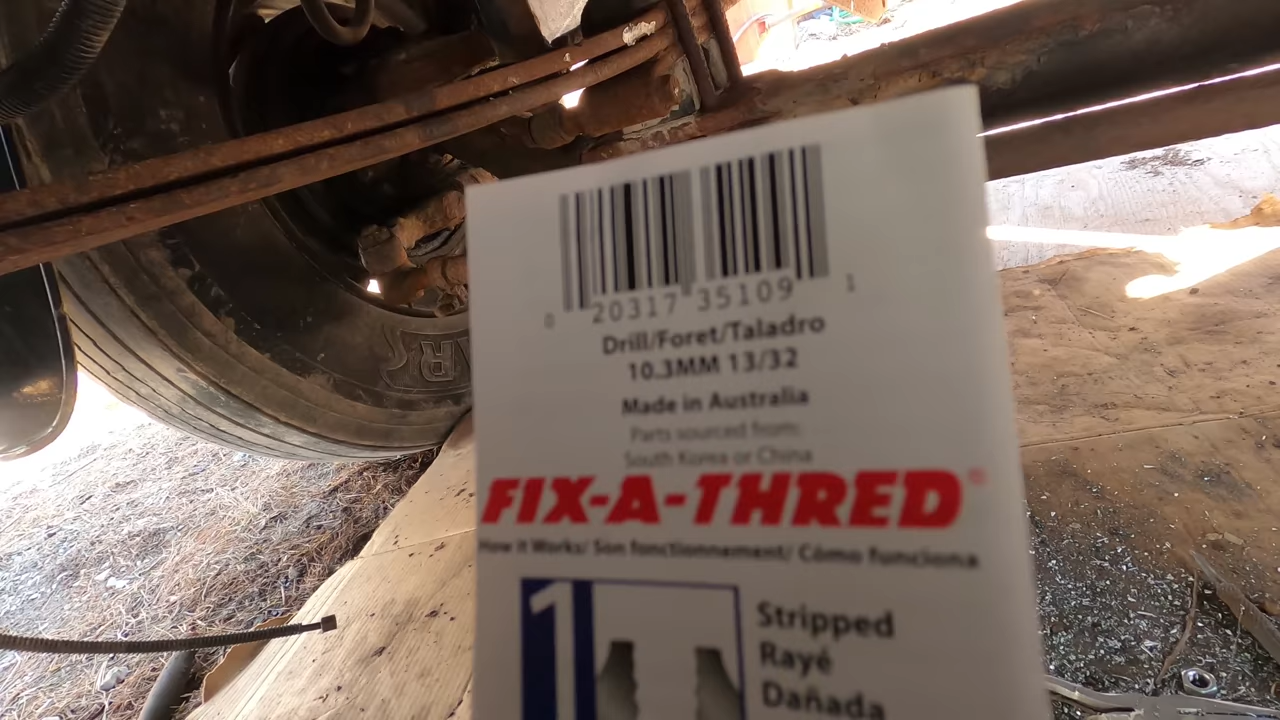 0 20317 35109 1
Drill/Foret/Taladro
10.3MM 13/32
Made in Australia
Parts sourced from:
South Korea or China
FIX-A-THRED®
How It Works/ Son fonctionnement/ Cómo funciona
1
Stripped
Rayé
Dañada